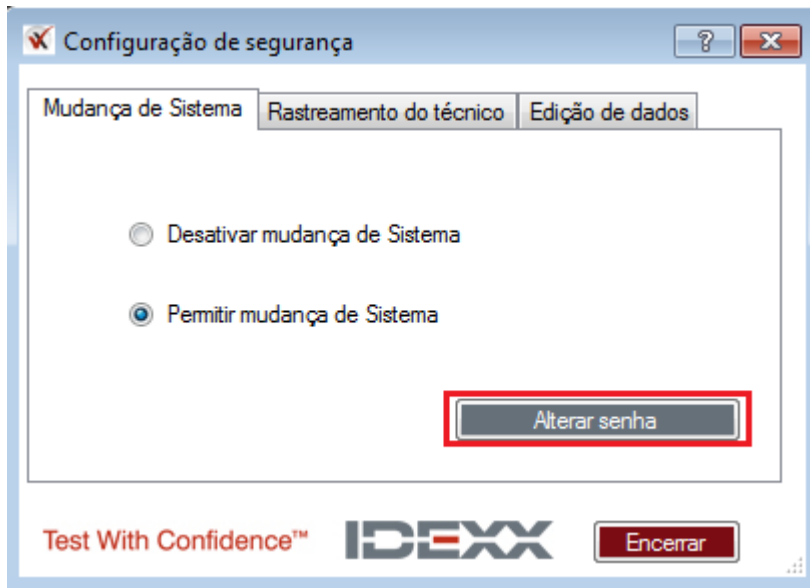 Configuração de segurança
Mudança de Sistema Rastreamento do técnico Edição de dados
Desativar mudança de Sistema
Permitir mudança de Sistema
Alterar senha
Test With Confidence™ IDEXX Encerrar